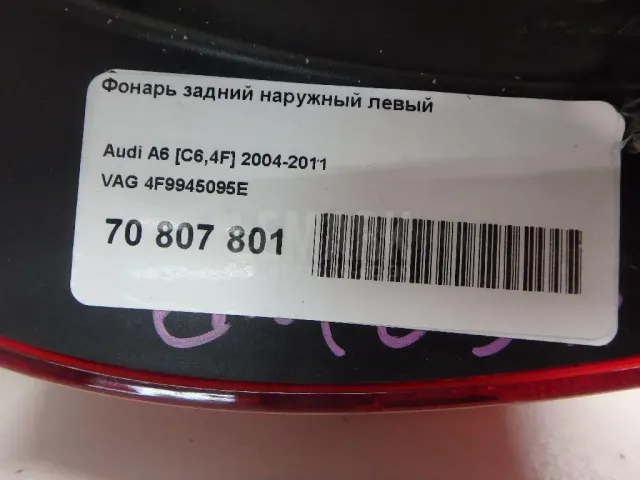 Фонарь задний наружный левый
Audi A6 [C6,4F] 2004-2011
VAG 4F9945095E
70 807 801